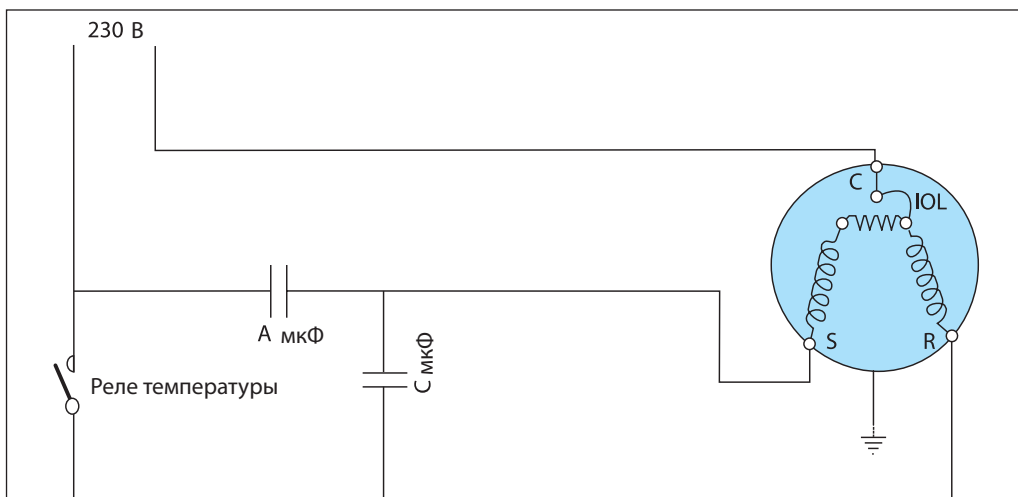 230 В
C
IOL
А мкФ
S
R
С мкФ
Реле температуры